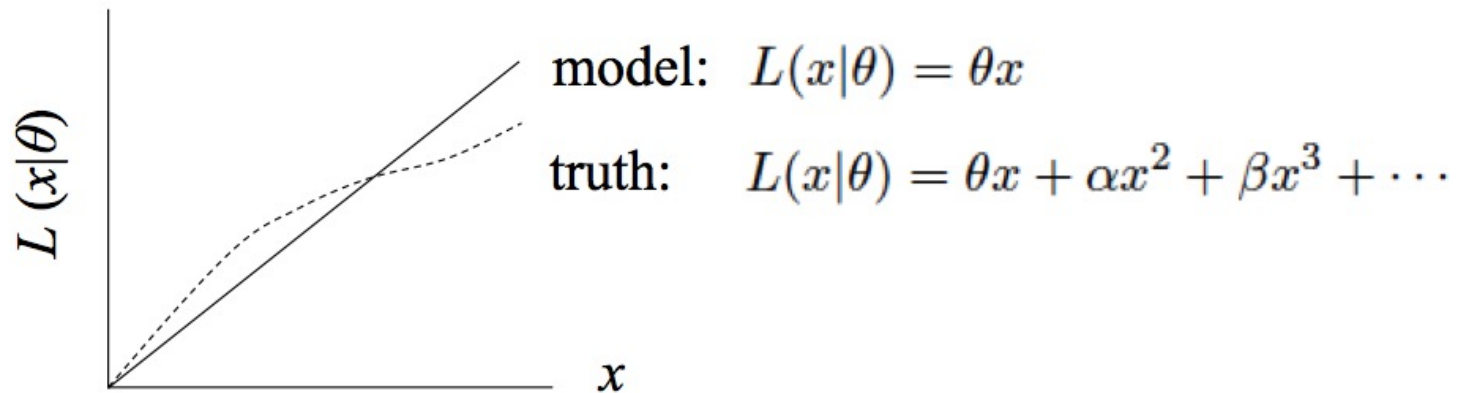 L (x|θ)
model: L(x|θ) = θx
truth: L(x|θ) = θx + αx² + βx³ + ···
x